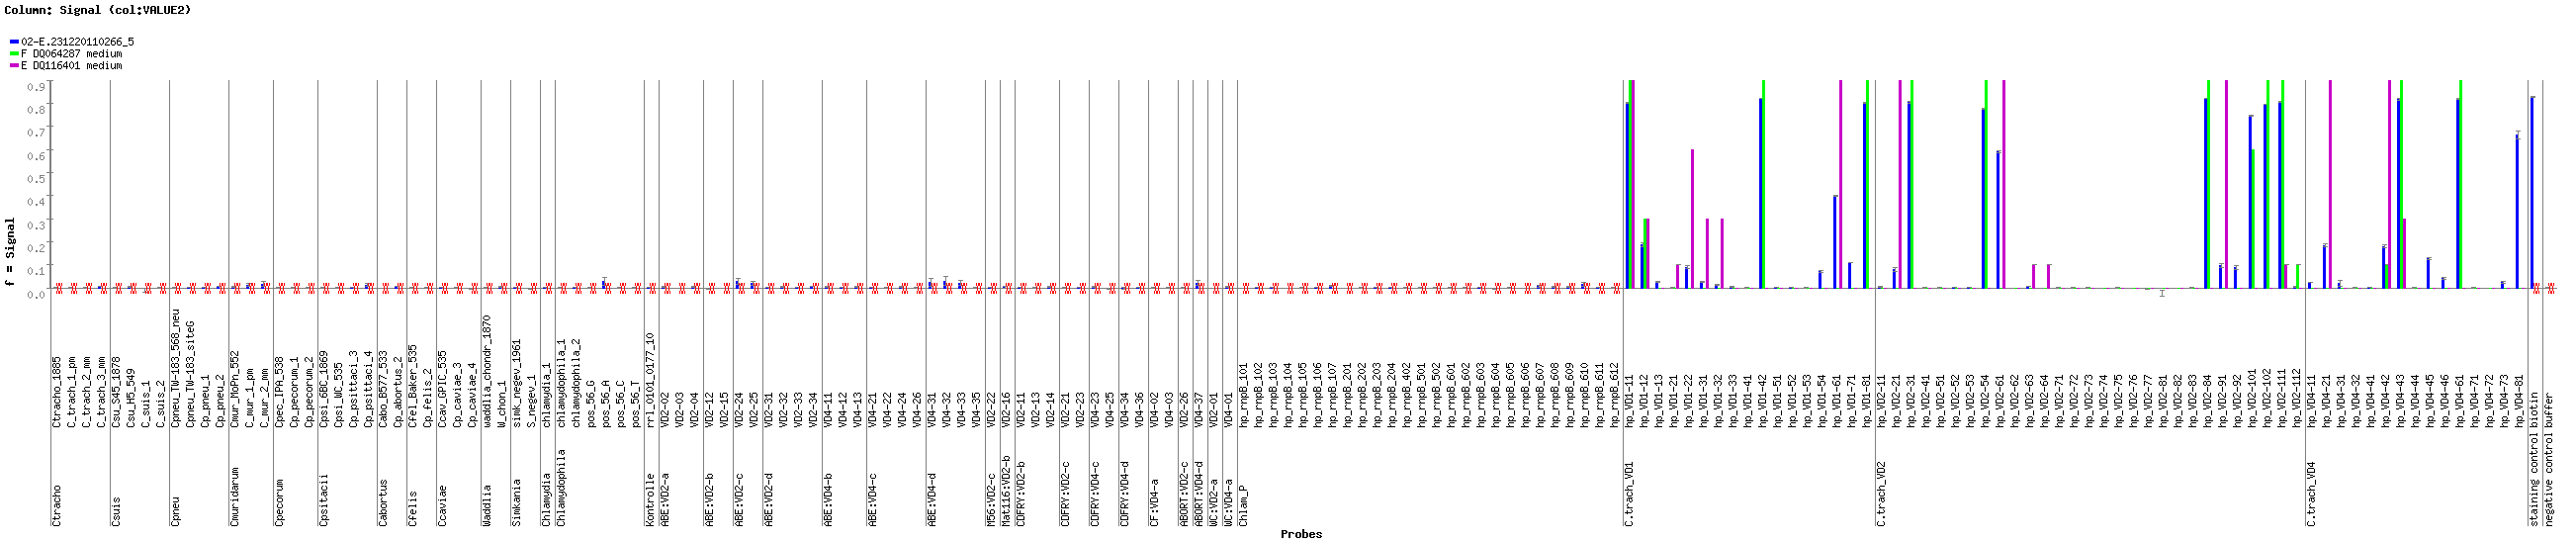 Column: Signal (col:VALUE2)
02-E.231220110266_5
F DQ064287 medium
E DQ116401 medium
f = Signal
0.9
0.8
0.7
0.6
0.5
0.4
0.3
0.2
0.1
0.0
Ctracho_1885
C_trach_1_pm
C_trach_2_mm
C_trach_3_mm
Csu_S45_1878
Csu_H5_549
C_suis_1
C_suis_2
Cpneu_TW-183_568_neu
Cpneu_TW-183_siteG
Cp_pneu_1
Cp_pneu_2
Cmur_MoPn_552
C_mur_1_pm
C_mur_2_mm
Cpec_IPA_538
Cp_pecorum_1
Cp_pecorum_2
Cpsi_6BC_1869
Cpsi_WC_535
Cp_psittaci_3
Cp_psittaci_4
Cabo_B577_533
Cp_abortus_2
Cfel_Baker_535
Cp_felis_2
Ccav_GPIC_535
Cp_caviae_3
Cp_caviae_4
waddlia_chondr_1870
W_chon_1
simk_negev_1961
S_negev_1
chlamydia_1
chlamydophila_1
chlamydophila_2
pos_56_G
pos_56_A
pos_56_C
pos_56_T
rrl_0101_0177_10
VD2-02
VD2-03
VD2-04
VD2-12
VD2-15
VD2-24
VD2-25
VD2-31
VD2-32
VD2-33
VD2-34
VD4-11
VD4-12
VD4-13
VD4-21
VD4-22
VD4-24
VD4-26
VD4-31
VD4-32
VD4-33
VD4-35
VD2-22
VD2-16
VD2-11
VD2-13
VD2-14
VD2-21
VD2-23
VD4-23
VD4-25
VD4-34
VD4-36
VD4-02
VD4-03
VD2-26
VD4-37
VD2-01
VD4-01
hp_rnpB_101
hp_rnpB_102
hp_rnpB_103
hp_rnpB_104
hp_rnpB_105
hp_rnpB_106
hp_rnpB_107
hp_rnpB_201
hp_rnpB_202
hp_rnpB_203
hp_rnpB_204
hp_rnpB_402
hp_rnpB_501
hp_rnpB_502
hp_rnpB_601
hp_rnpB_602
hp_rnpB_603
hp_rnpB_604
hp_rnpB_605
hp_rnpB_606
hp_rnpB_607
hp_rnpB_608
hp_rnpB_609
hp_rnpB_610
hp_rnpB_611
hp_rnpB_612
hp_VD1-11
hp_VD1-12
hp_VD1-13
hp_VD1-21
hp_VD1-22
hp_VD1-31
hp_VD1-32
hp_VD1-33
hp_VD1-41
hp_VD1-42
hp_VD1-51
hp_VD1-52
hp_VD1-53
hp_VD1-54
hp_VD1-61
hp_VD1-71
hp_VD1-81
hp_VD2-11
hp_VD2-21
hp_VD2-31
hp_VD2-41
hp_VD2-51
hp_VD2-52
hp_VD2-53
hp_VD2-54
hp_VD2-61
hp_VD2-62
hp_VD2-63
hp_VD2-64
hp_VD2-71
hp_VD2-72
hp_VD2-73
hp_VD2-74
hp_VD2-75
hp_VD2-76
hp_VD2-77
hp_VD2-81
hp_VD2-82
hp_VD2-83
hp_VD2-84
hp_VD2-91
hp_VD2-92
hp_VD2-101
hp_VD2-102
hp_VD2-111
hp_VD2-112
hp_VD4-11
hp_VD4-21
hp_VD4-31
hp_VD4-32
hp_VD4-41
hp_VD4-42
hp_VD4-43
hp_VD4-44
hp_VD4-45
hp_VD4-46
hp_VD4-61
hp_VD4-71
hp_VD4-72
hp_VD4-73
hp_VD4-81
staining control biotin
negative control buffer
Ctracho
Csuis
Cpneu
Cmuridarum
Cpecorum
Cpsitacii
Cabortus
Cfelis
Ccaviae
Waddlia
Simkania
Chlamydia
Chlamydophila
Kontrolle
ABE:VD2-a
ABE:VD2-b
ABE:VD2-c
ABE:VD2-d
ABE:VD4-b
ABE:VD4-c
ABE:VD4-d
M56:VD2-c
Mat116:VD2-b
CDFRY:VD2-b
CDFRY:VD2-c
CDFRY:VD4-c
CDFRY:VD4-d
CF:VD4-a
ABORT:VD2-c
ABORT:VD4-d
WC:VD2-a
WC:VD4-a
Chlam_P
C.trach_VD1
C.trach_VD2
C.trach_VD4
Probes